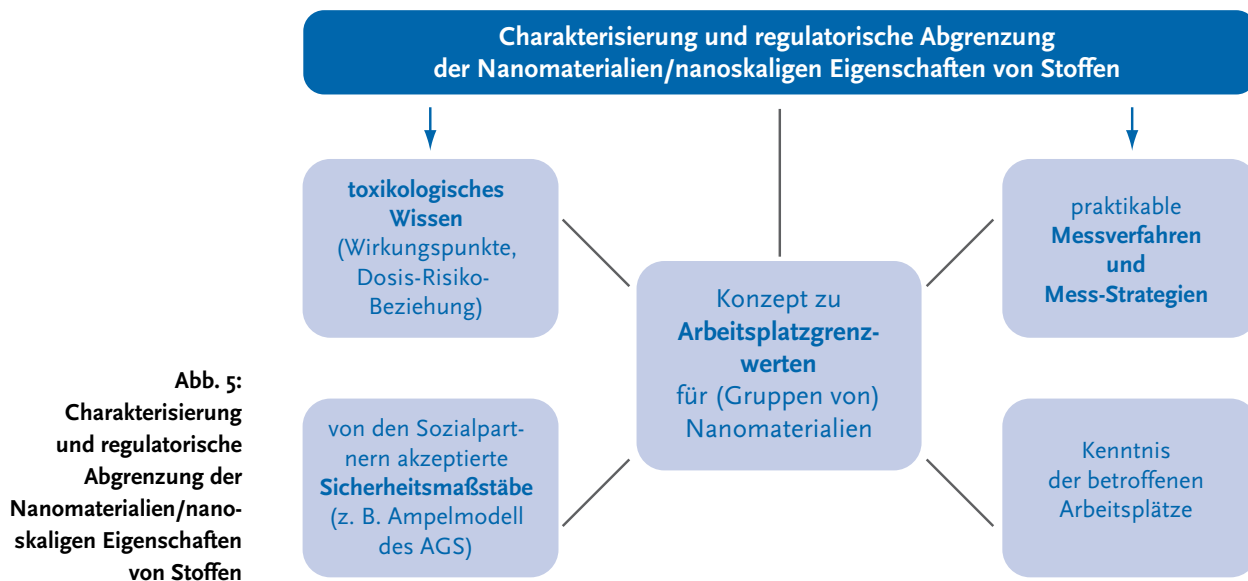 Charakterisierung und regulatorische Abgrenzung
der Nanomaterialien/nanoskaligen Eigenschaften von Stoffen
toxikologisches
Wissen
(Wirkungspunkte,
Dosis-Risiko-
Beziehung)
praktikable
Messverfahren
und
Mess-Strategien
Konzept zu
Arbeitsplatzgrenz-
werten
für (Gruppen von)
Nanomaterialien
von den Sozialpart-
nern akzeptierte
Sicherheitsmaßstäbe
(z. B. Ampelmodell
des AGS)
Kenntnis
der betroffenen
Arbeitsplätze
Abb. 5:
Charakterisierung
und regulatorische
Abgrenzung der
Nanomaterialien/nano-
skaligen Eigenschaften
von Stoffen